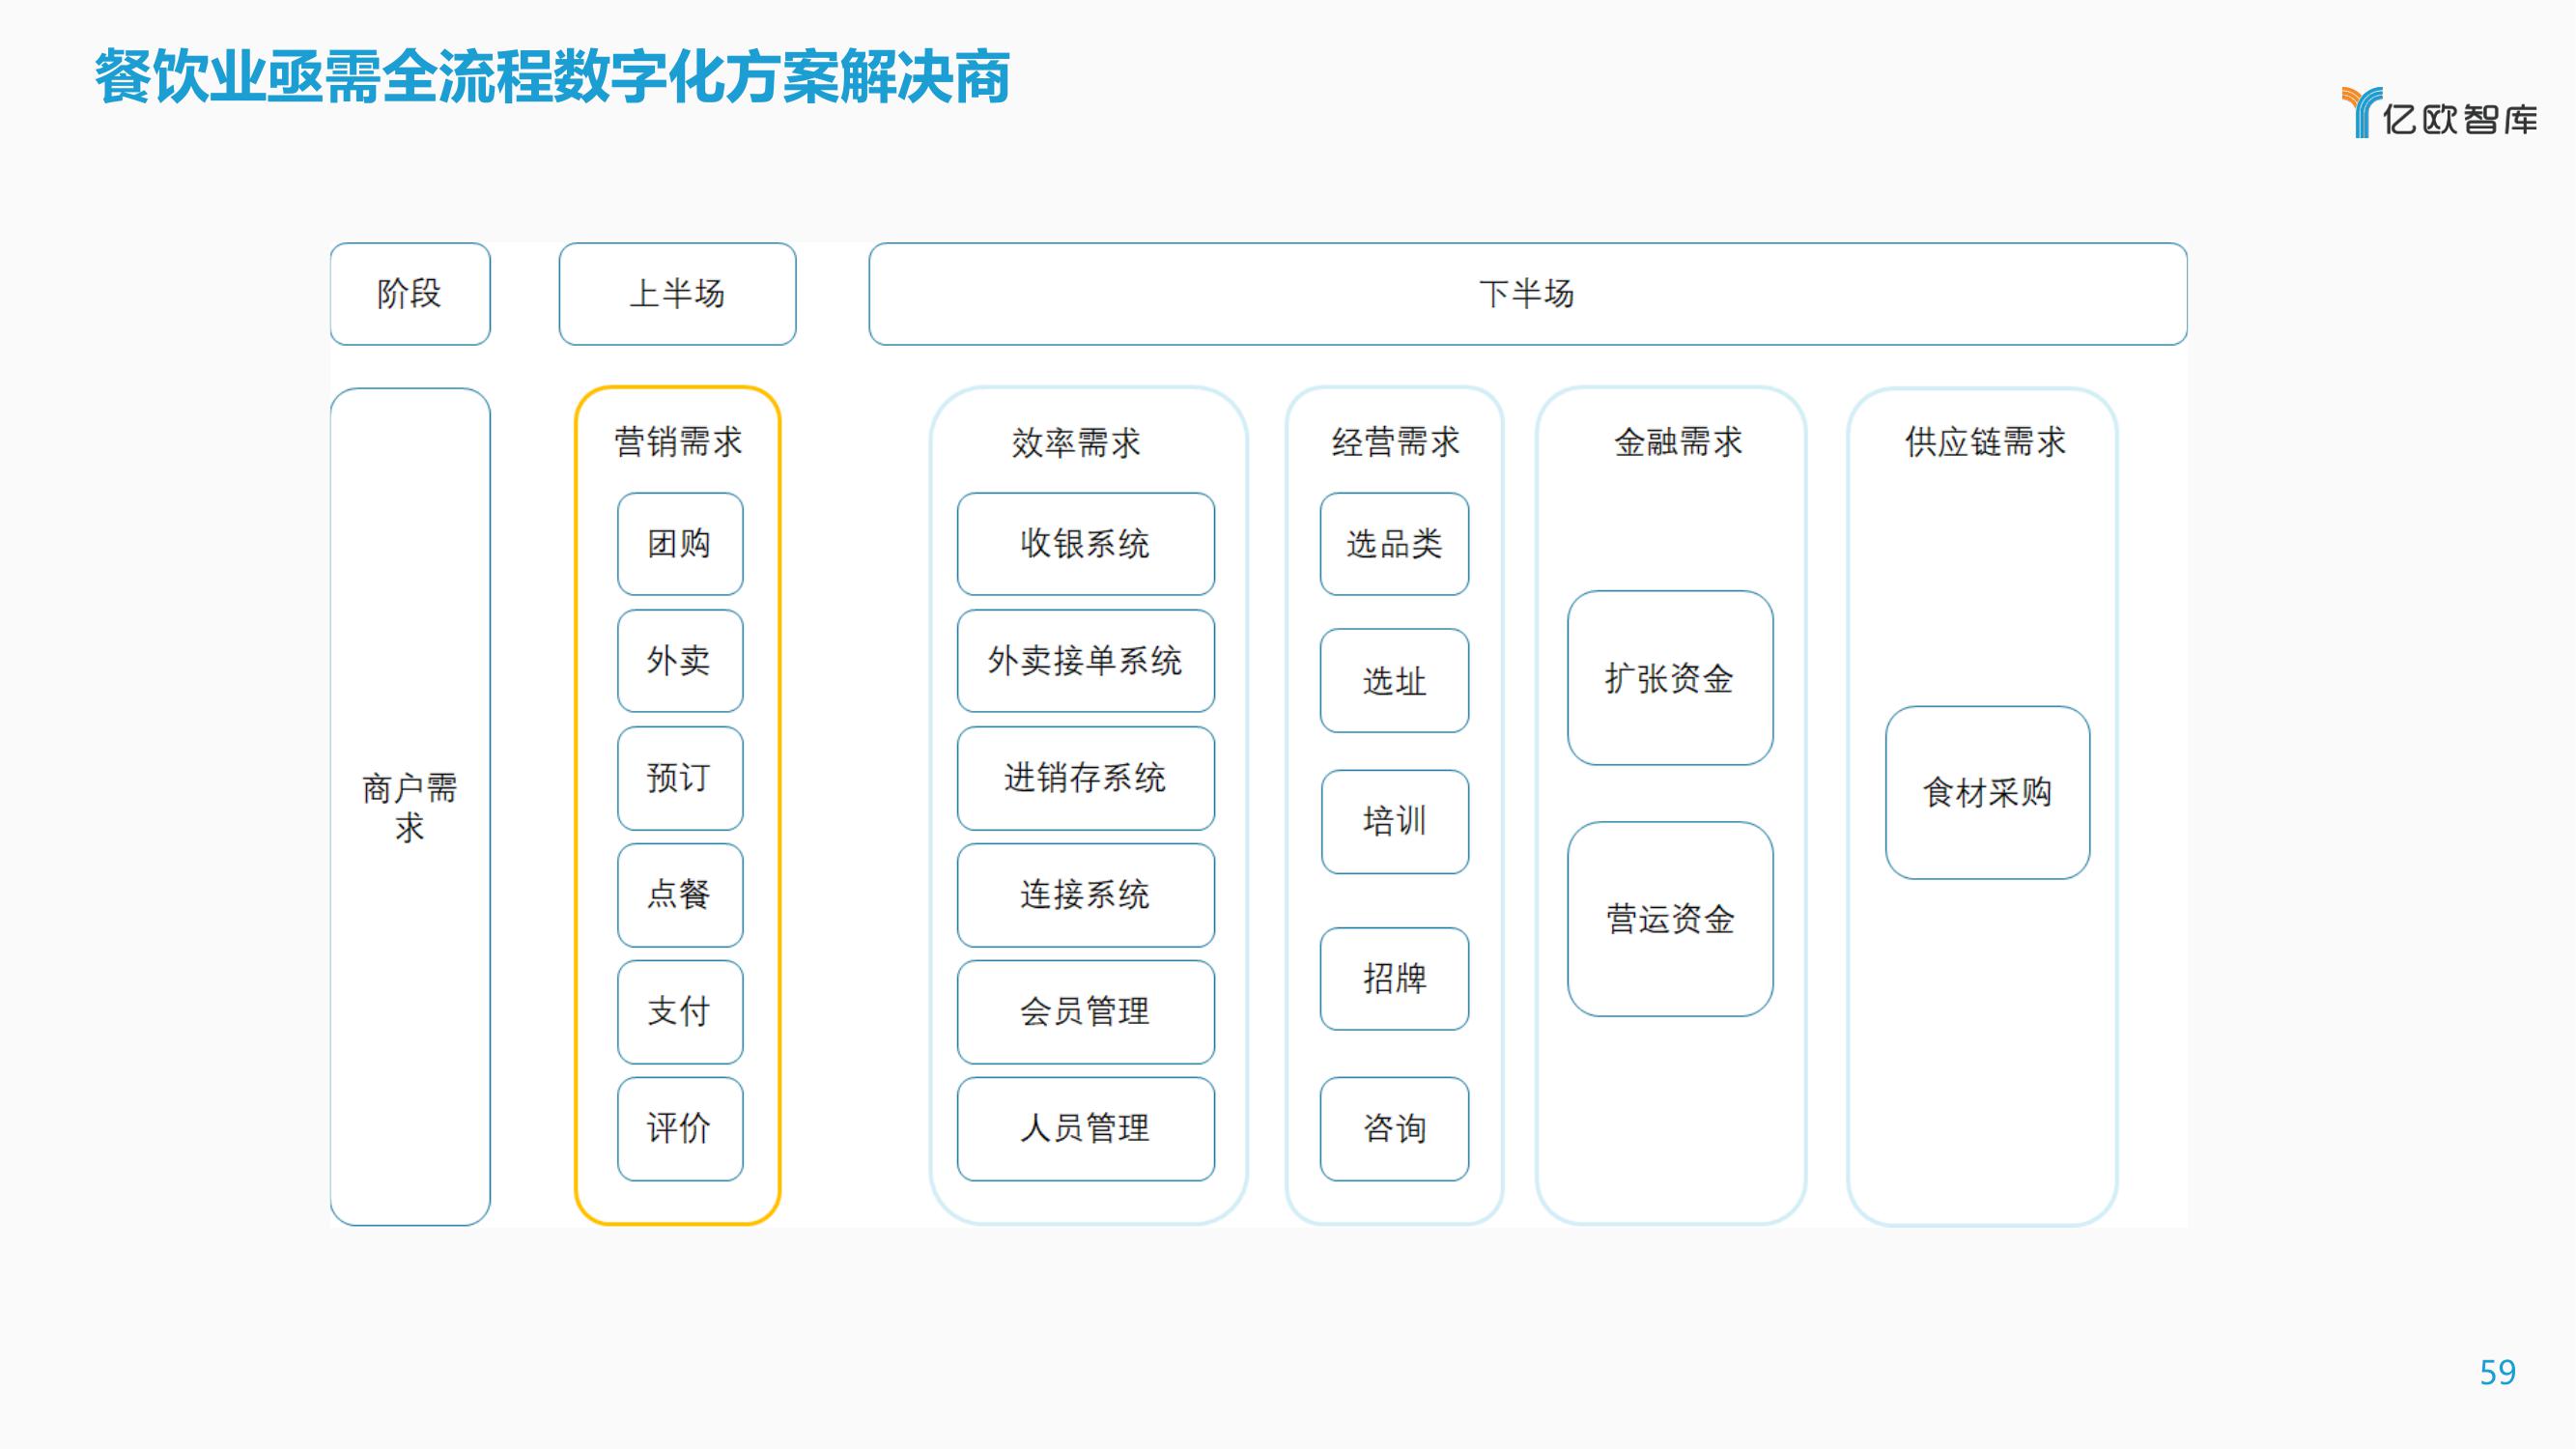 餐饮业亟需全流程数字化方案解决商
亿欧智库
阶段
上半场
下半场
商户需
求
营销需求
团购
外卖
预订
点餐
支付
评价
效率需求
收银系统
外卖接单系统
进销存系统
连接系统
会员管理
人员管理
经营需求
选品类
选址
培训
招牌
咨询
金融需求
扩张资金
营运资金
供应链需求
食材采购
59